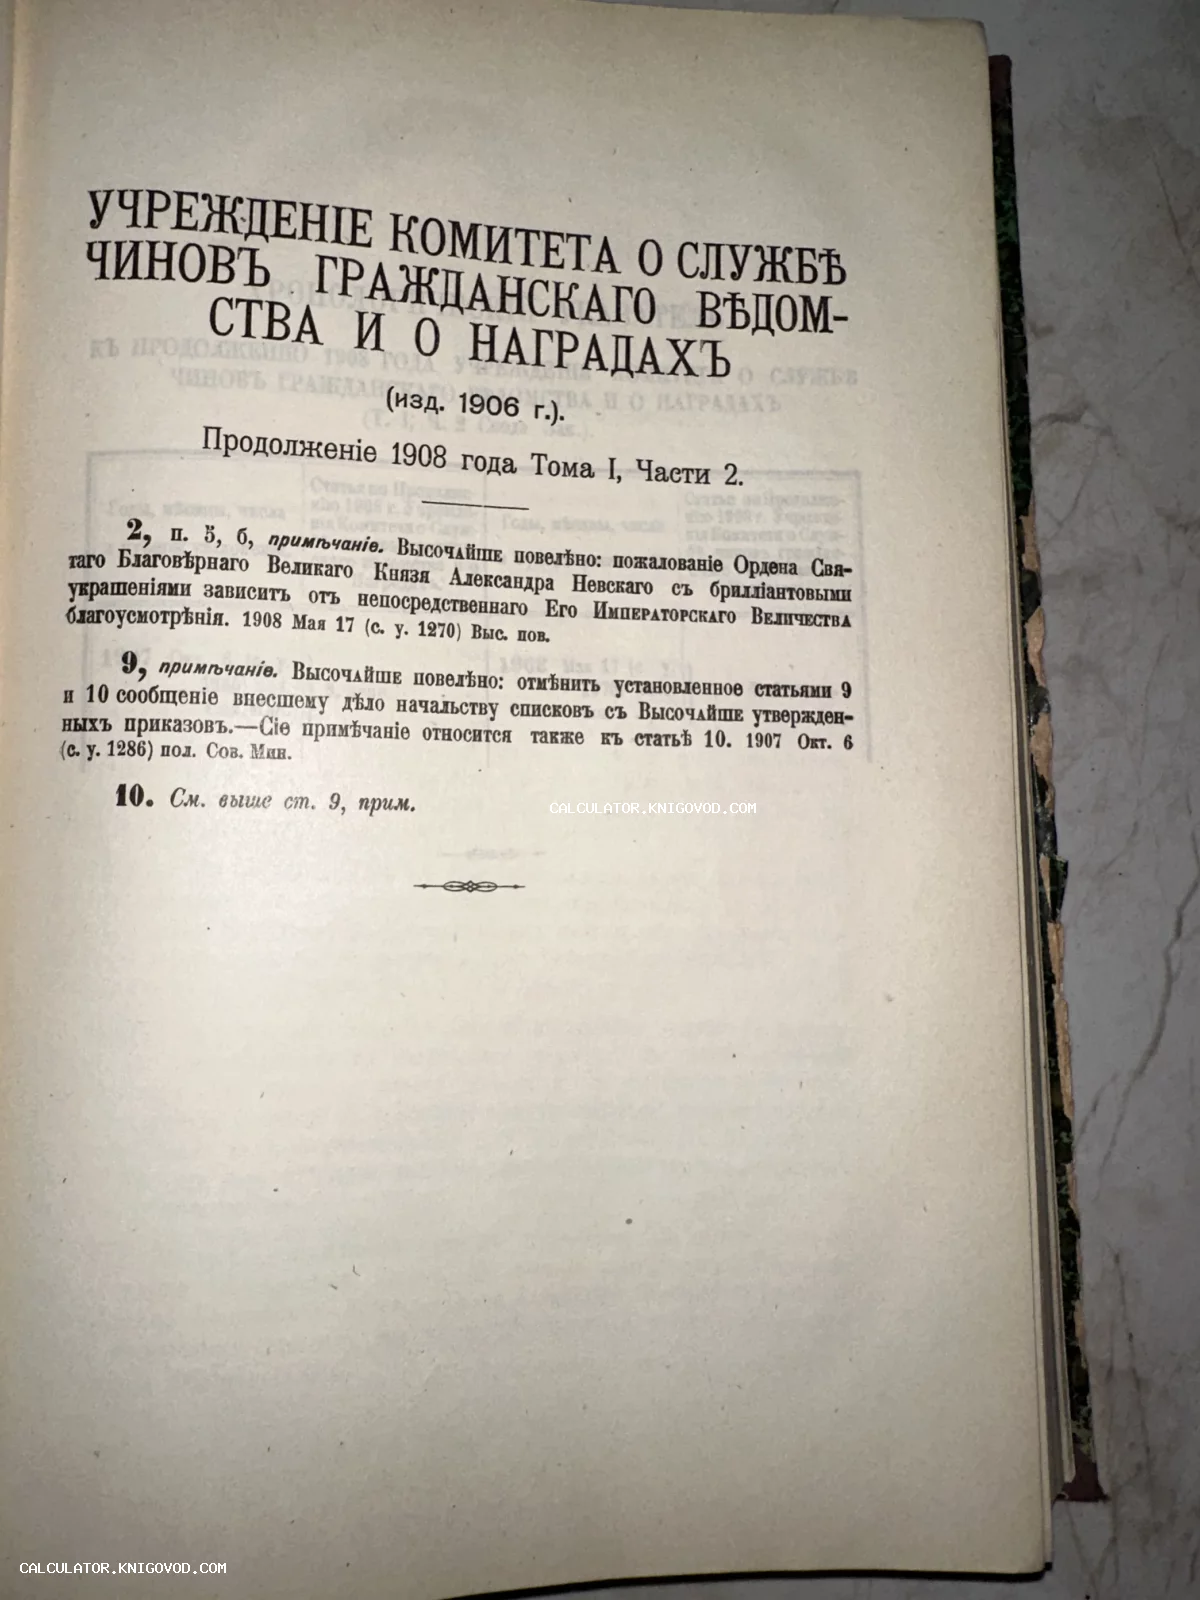 УЧРЕЖДЕНІЕ КОМИТЕТА О СЛУЖБѢ
ЧИНОВЪ ГРАЖДАНСКАГО ВѢДОМ-
СТВА И О НАГРАДАХЪ
(изд. 1906 г.).
Продолженіе 1908 года Тома I, Части 2.
2, п. 5, б, примѣчаніе. Высочайше повелѣно: пожалованіе Ордена Свя-
таго Благовѣрнаго Великаго Князя Александра Невскаго съ брилліантовыми
украшеніями зависитъ отъ непосредственнаго Его Императорскаго Величества
благоусмотрѣнія. 1908 Мая 17 (с. у. 1270) Выс. пов.
9, примѣчаніе. Высочайше повелѣно: отмѣнить установленное статьями 9
и 10 сообщеніе внесшему дѣло начальству списковъ съ Высочайше утвержден-
ныхъ приказовъ.—Сіе примѣчаніе относится также къ статьѣ 10. 1907 Окт. 6
(с. у. 1286) пол. Сов. Мин.
10. См. выше ст. 9, прим.
CALCULATOR.KNIGOVOD.COM
CALCULATOR.KNIGOVOD.COM